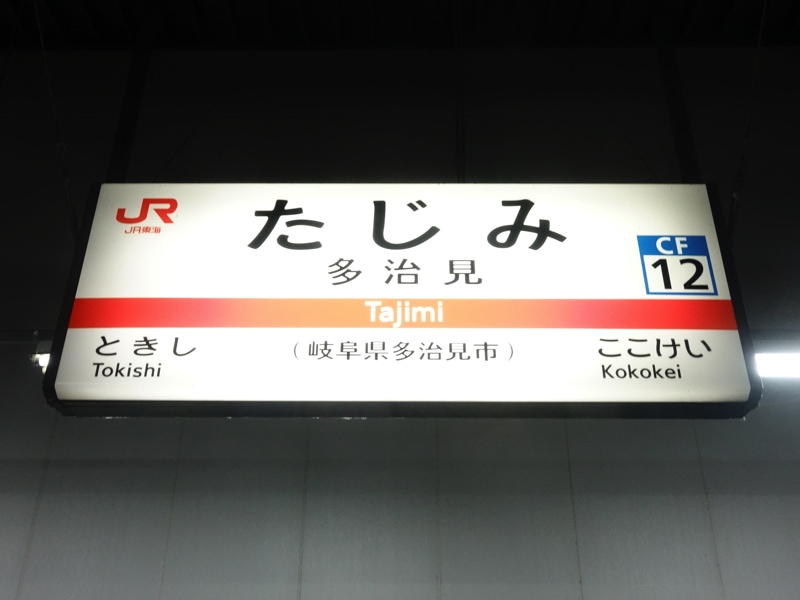 JR
JR東海
たじみ
多治見
CF
12
Tajimi
ときし
Tokishi
（岐阜県多治見市）
ここけい
Kokokei